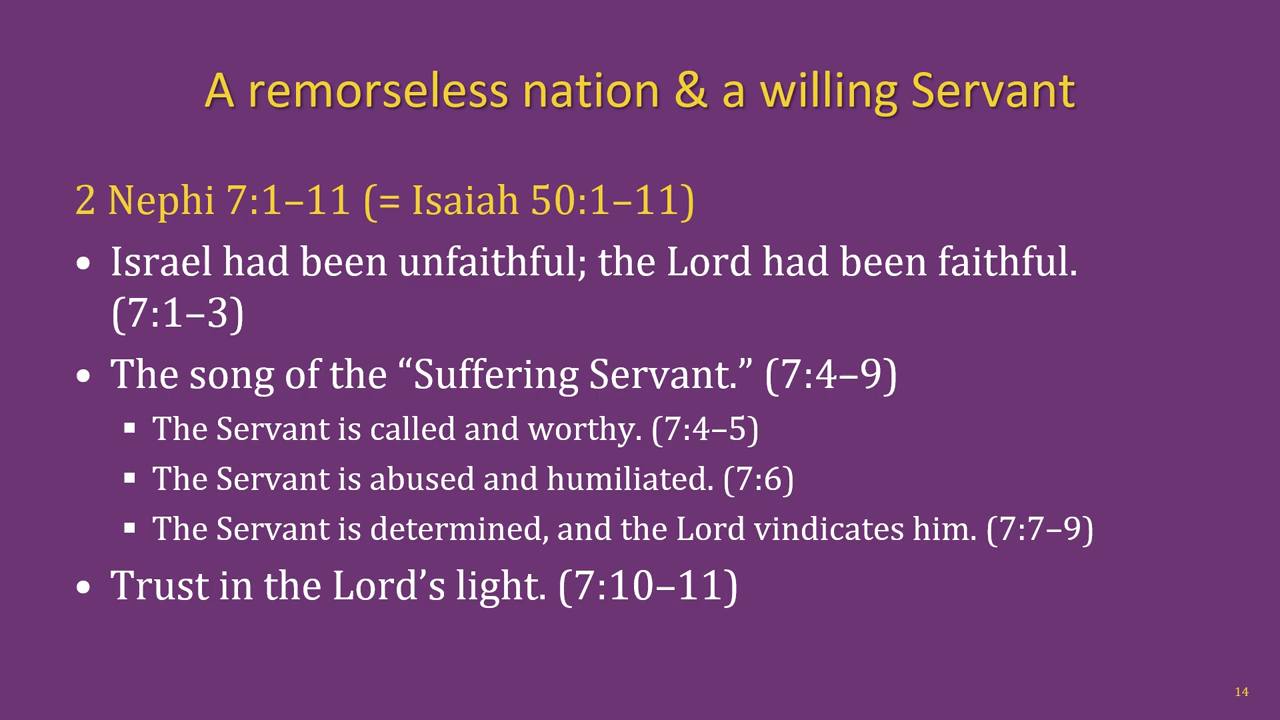 A remorseless nation & a willing Servant
2 Nephi 7:1–11 (= Isaiah 50:1–11)
• Israel had been unfaithful; the Lord had been faithful.
(7:1–3)
• The song of the “Suffering Servant.” (7:4–9)
▪ The Servant is called and worthy. (7:4–5)
▪ The Servant is abused and humiliated. (7:6)
▪ The Servant is determined, and the Lord vindicates him. (7:7–9)
• Trust in the Lord’s light. (7:10–11)
14